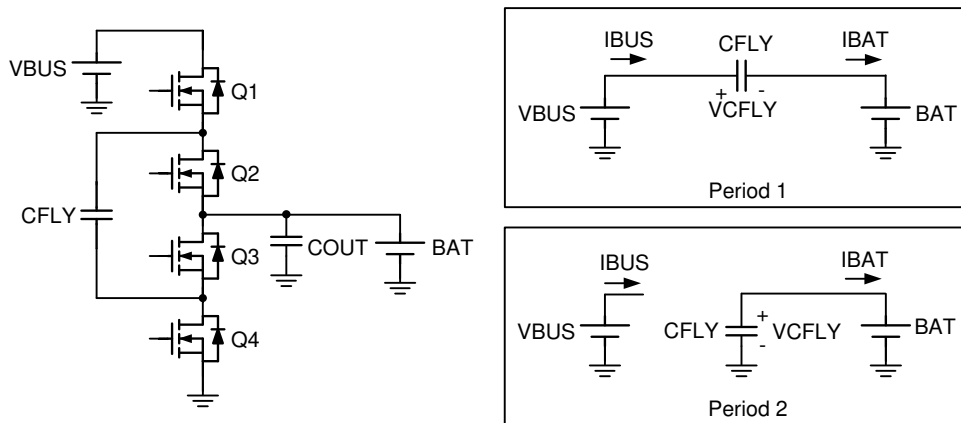 VBUS
Q1
Q2
CFLY
Q3
COUT
BAT
Q4
IBUS
CFLY
IBAT
+ -
VCFLY
VBUS
BAT
Period 1
IBUS
IBAT
VBUS
CFLY
+
-
VCFLY
BAT
Period 2